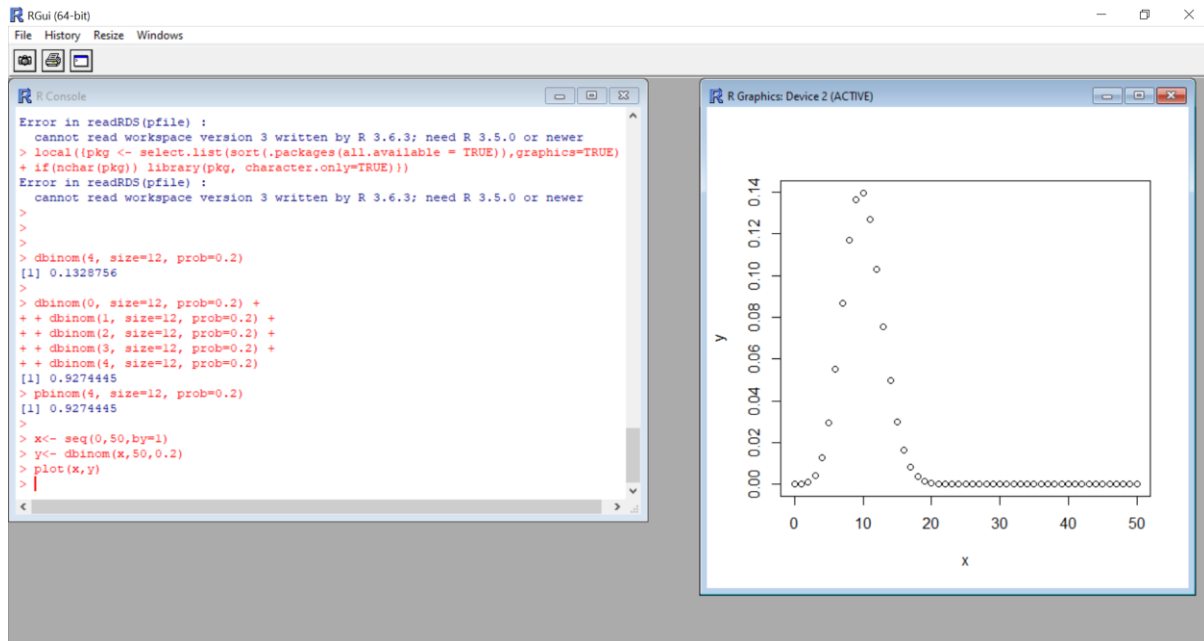 RGui (64-bit)
File History Resize Windows
R Console
Error in readRDS(pfile) :
  cannot read workspace version 3 written by R 3.6.3; need R 3.5.0 or newer
> local({pkg <- select.list(sort(.packages(all.available = TRUE)),graphics=TRUE)
+ if(nchar(pkg)) library(pkg, character.only=TRUE)})
Error in readRDS(pfile) :
  cannot read workspace version 3 written by R 3.6.3; need R 3.5.0 or newer
>
>
>
> dbinom(4, size=12, prob=0.2)
[1] 0.1328756
>
> dbinom(0, size=12, prob=0.2) +
+ + dbinom(1, size=12, prob=0.2) +
+ + dbinom(2, size=12, prob=0.2) +
+ + dbinom(3, size=12, prob=0.2) +
+ + dbinom(4, size=12, prob=0.2)
[1] 0.9274445
> pbinom(4, size=12, prob=0.2)
[1] 0.9274445
>
> x<- seq(0,50,by=1)
> y<- dbinom(x,50,0.2)
> plot(x,y)
>
R Graphics: Device 2 (ACTIVE)
0.14
0.12
0.10
0.08
0.06
0.04
0.02
0.00
y
0 10 20 30 40 50
x